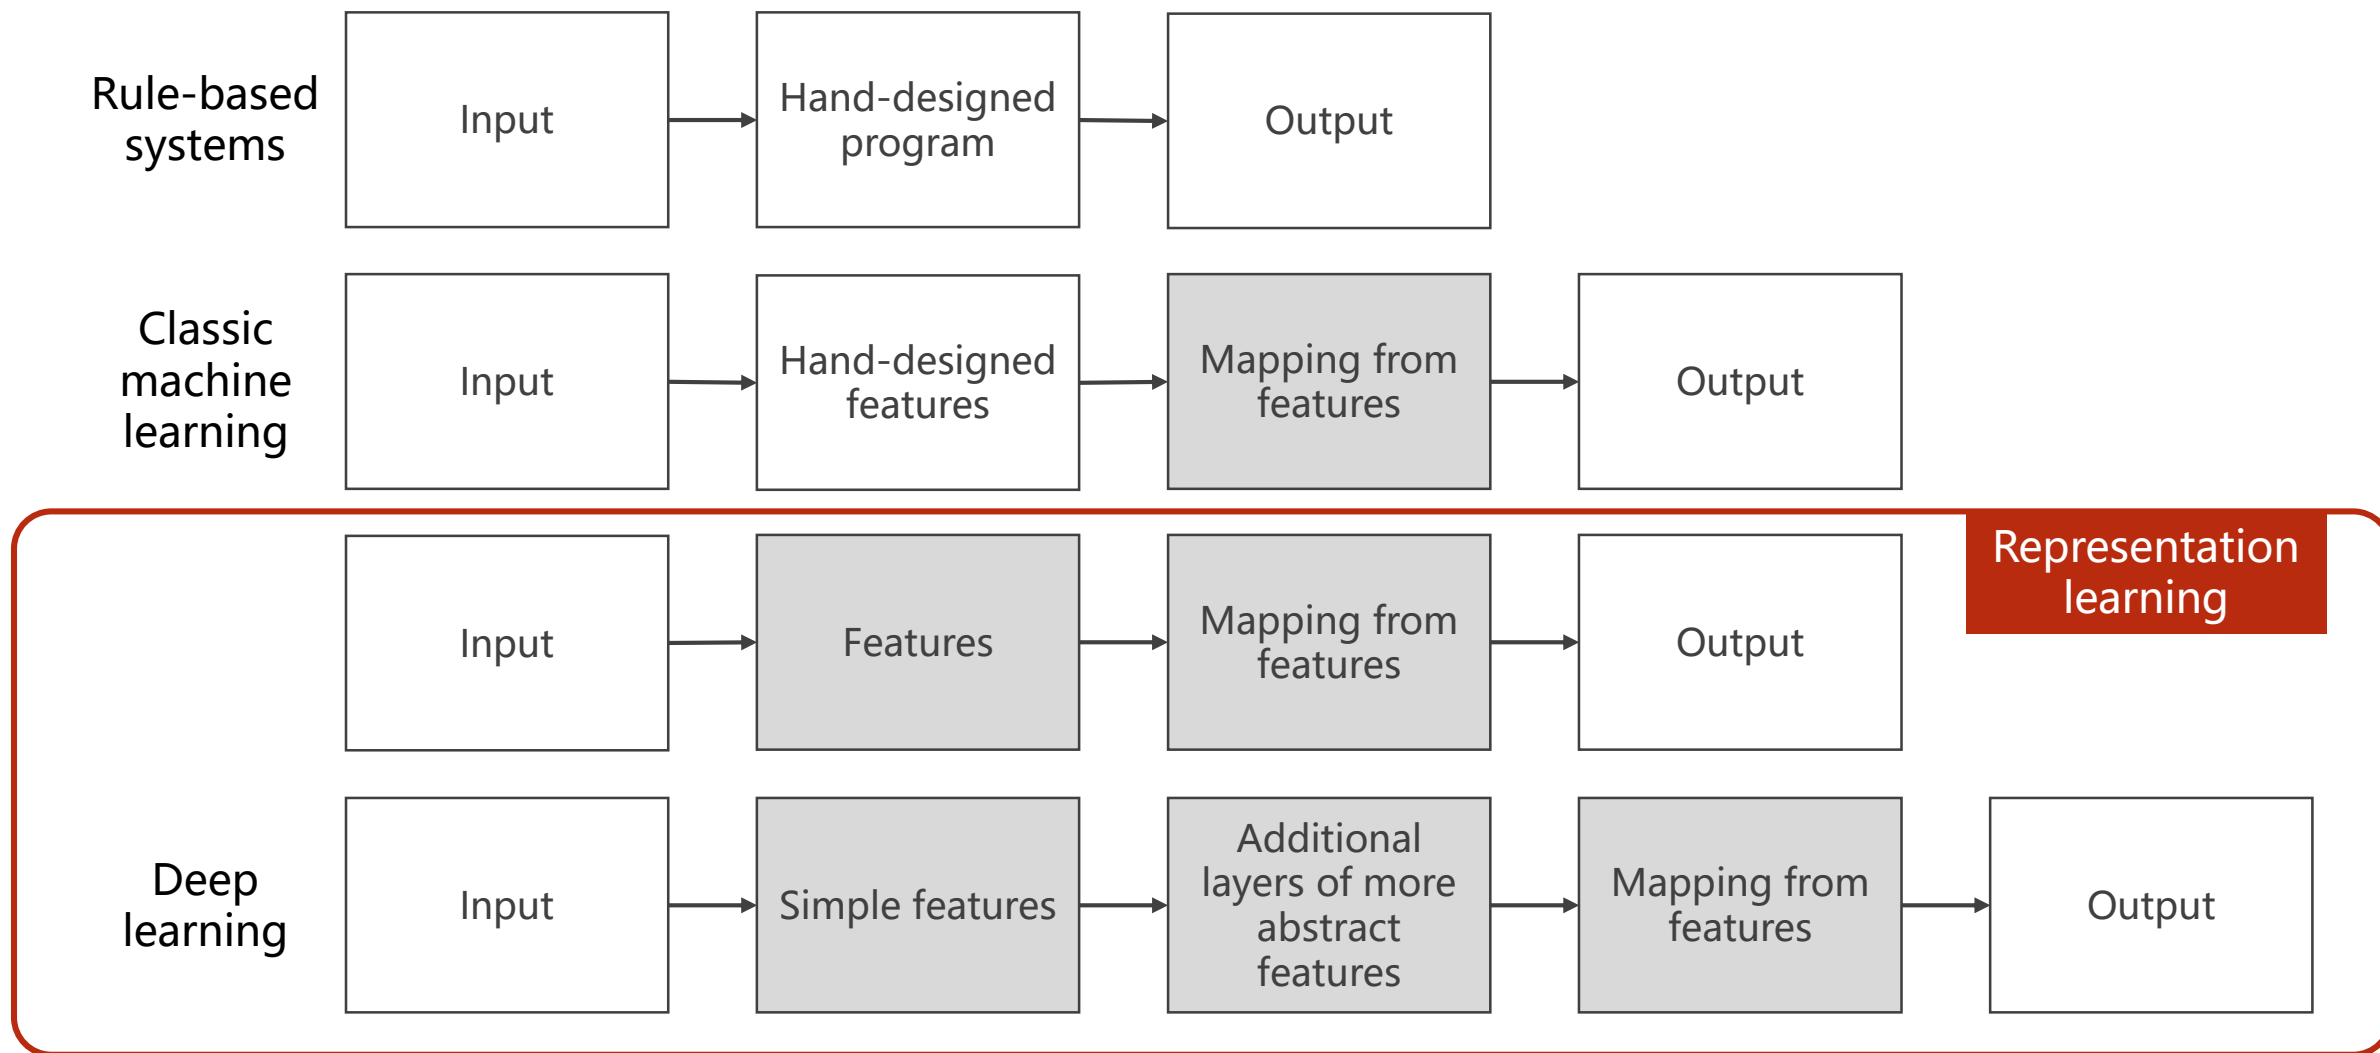 Rule-based
systems
Input
Hand-designed
program
Output
Classic
machine
learning
Input
Hand-designed
features
Mapping from
features
Output
Representation
learning
Input
Features
Mapping from
features
Output
Deep
learning
Input
Simple features
Additional
layers of more
abstract
features
Mapping from
features
Output